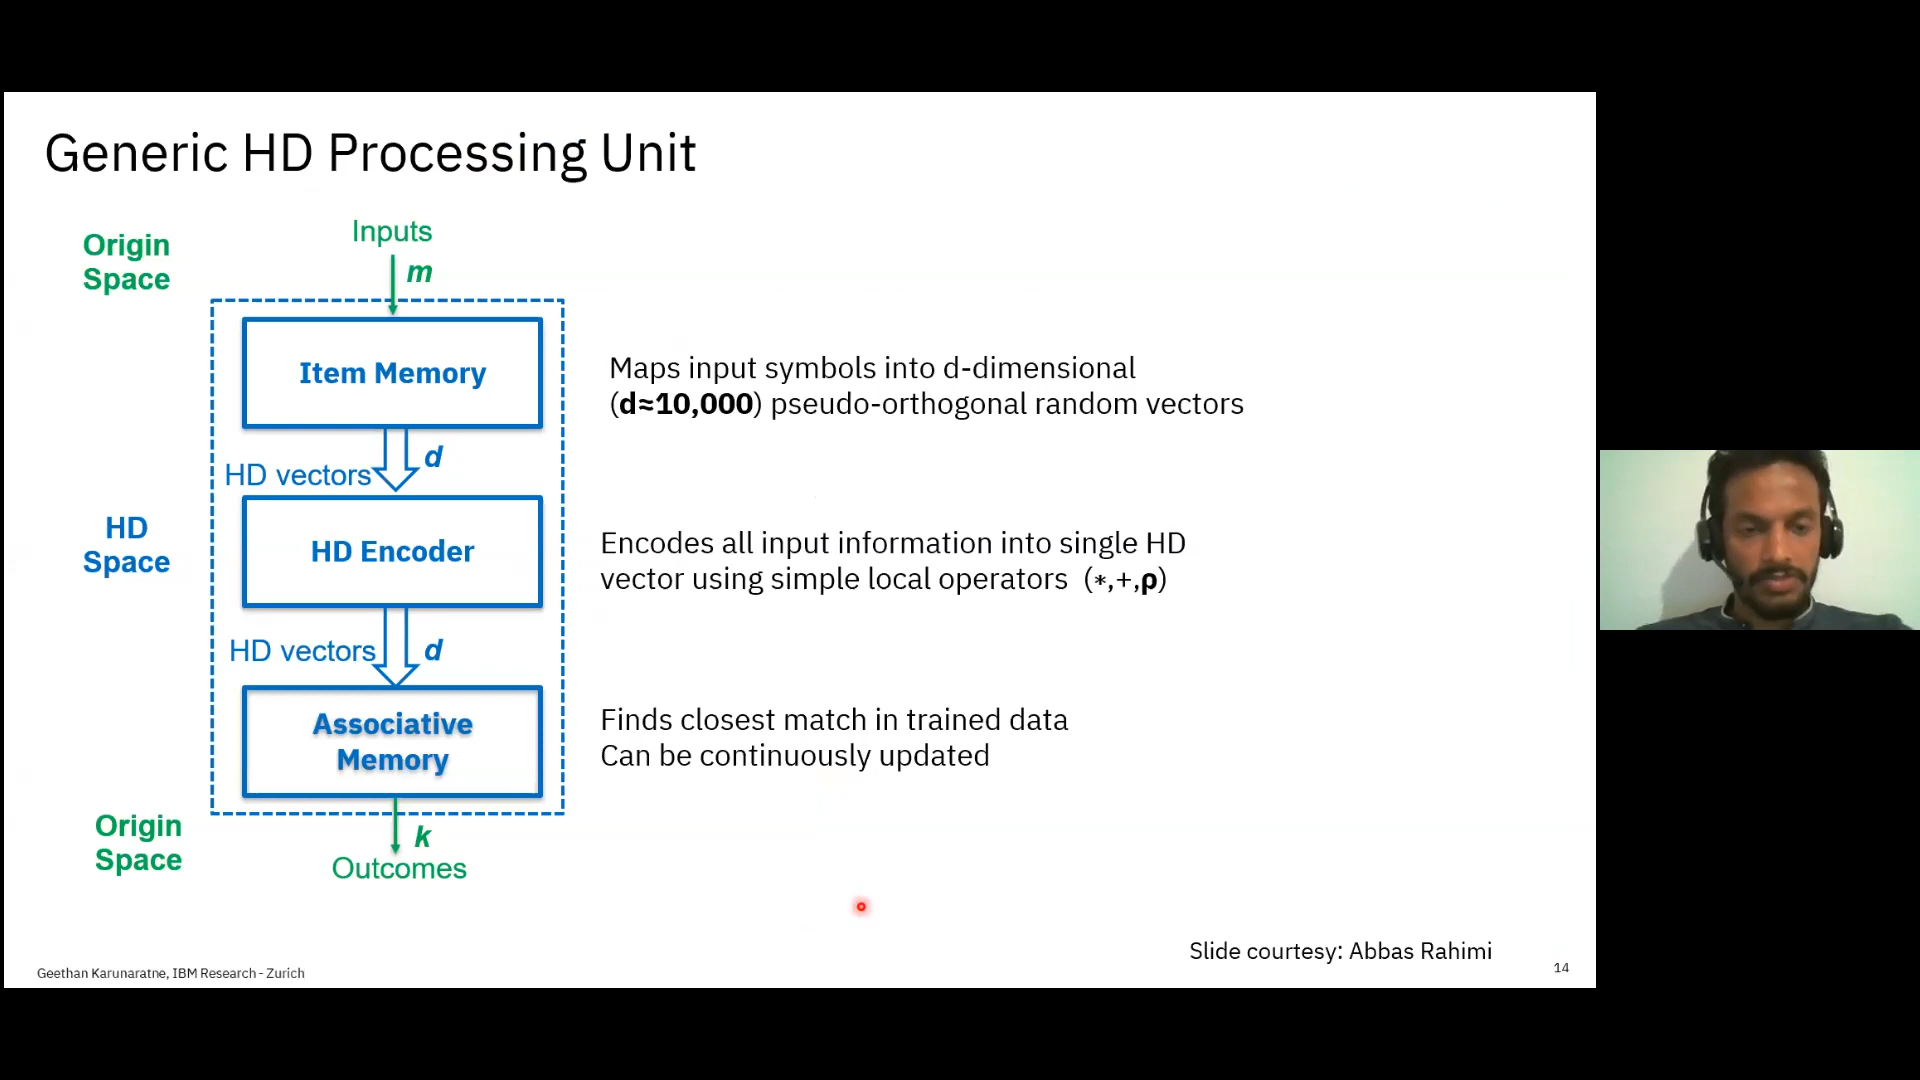 Generic HD Processing Unit
Origin
Space
Inputs
m
Item Memory
Maps input symbols into d-dimensional
(d≈10,000) pseudo-orthogonal random vectors
HD vectors
d
HD
Space
HD Encoder
Encodes all input information into single HD
vector using simple local operators (*,+,ρ)
HD vectors
d
Associative
Memory
Finds closest match in trained data
Can be continuously updated
Origin
Space
k
Outcomes
Slide courtesy: Abbas Rahimi
Geethan Karunaratne, IBM Research - Zurich
14